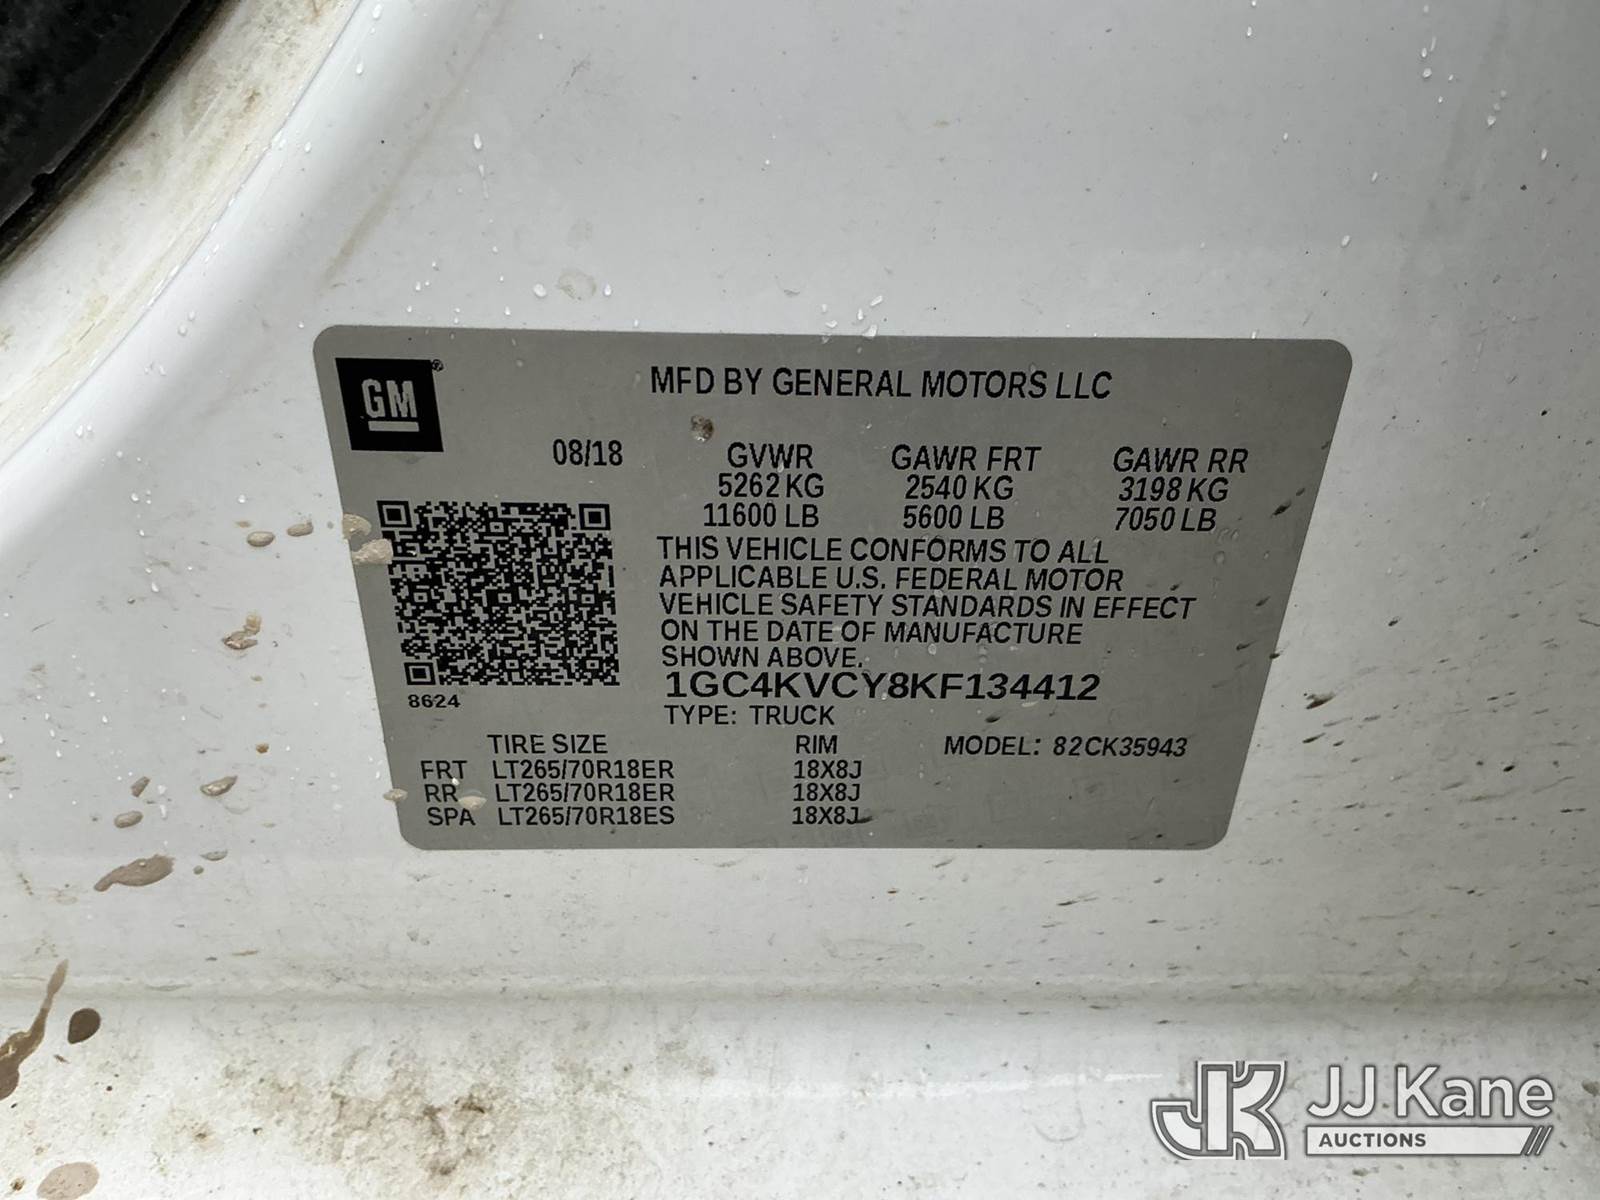 GM
MFD BY GENERAL MOTORS LLC
08/18 GVWR GAWR FRT GAWR RR
5262 KG 2540 KG 3198 KG
11600 LB 5600 LB 7050 LB
THIS VEHICLE CONFORMS TO ALL
APPLICABLE U.S. FEDERAL MOTOR
VEHICLE SAFETY STANDARDS IN EFFECT
ON THE DATE OF MANUFACTURE
SHOWN ABOVE.
1GC4KVCY8KF134412
8624
TYPE: TRUCK
TIRE SIZE RIM MODEL: 82CK35943
FRT LT265/70R18ER 18X8J
RR LT265/70R18ER 18X8J
SPA LT265/70R18ES 18X8J
JK JJ Kane
AUCTIONS